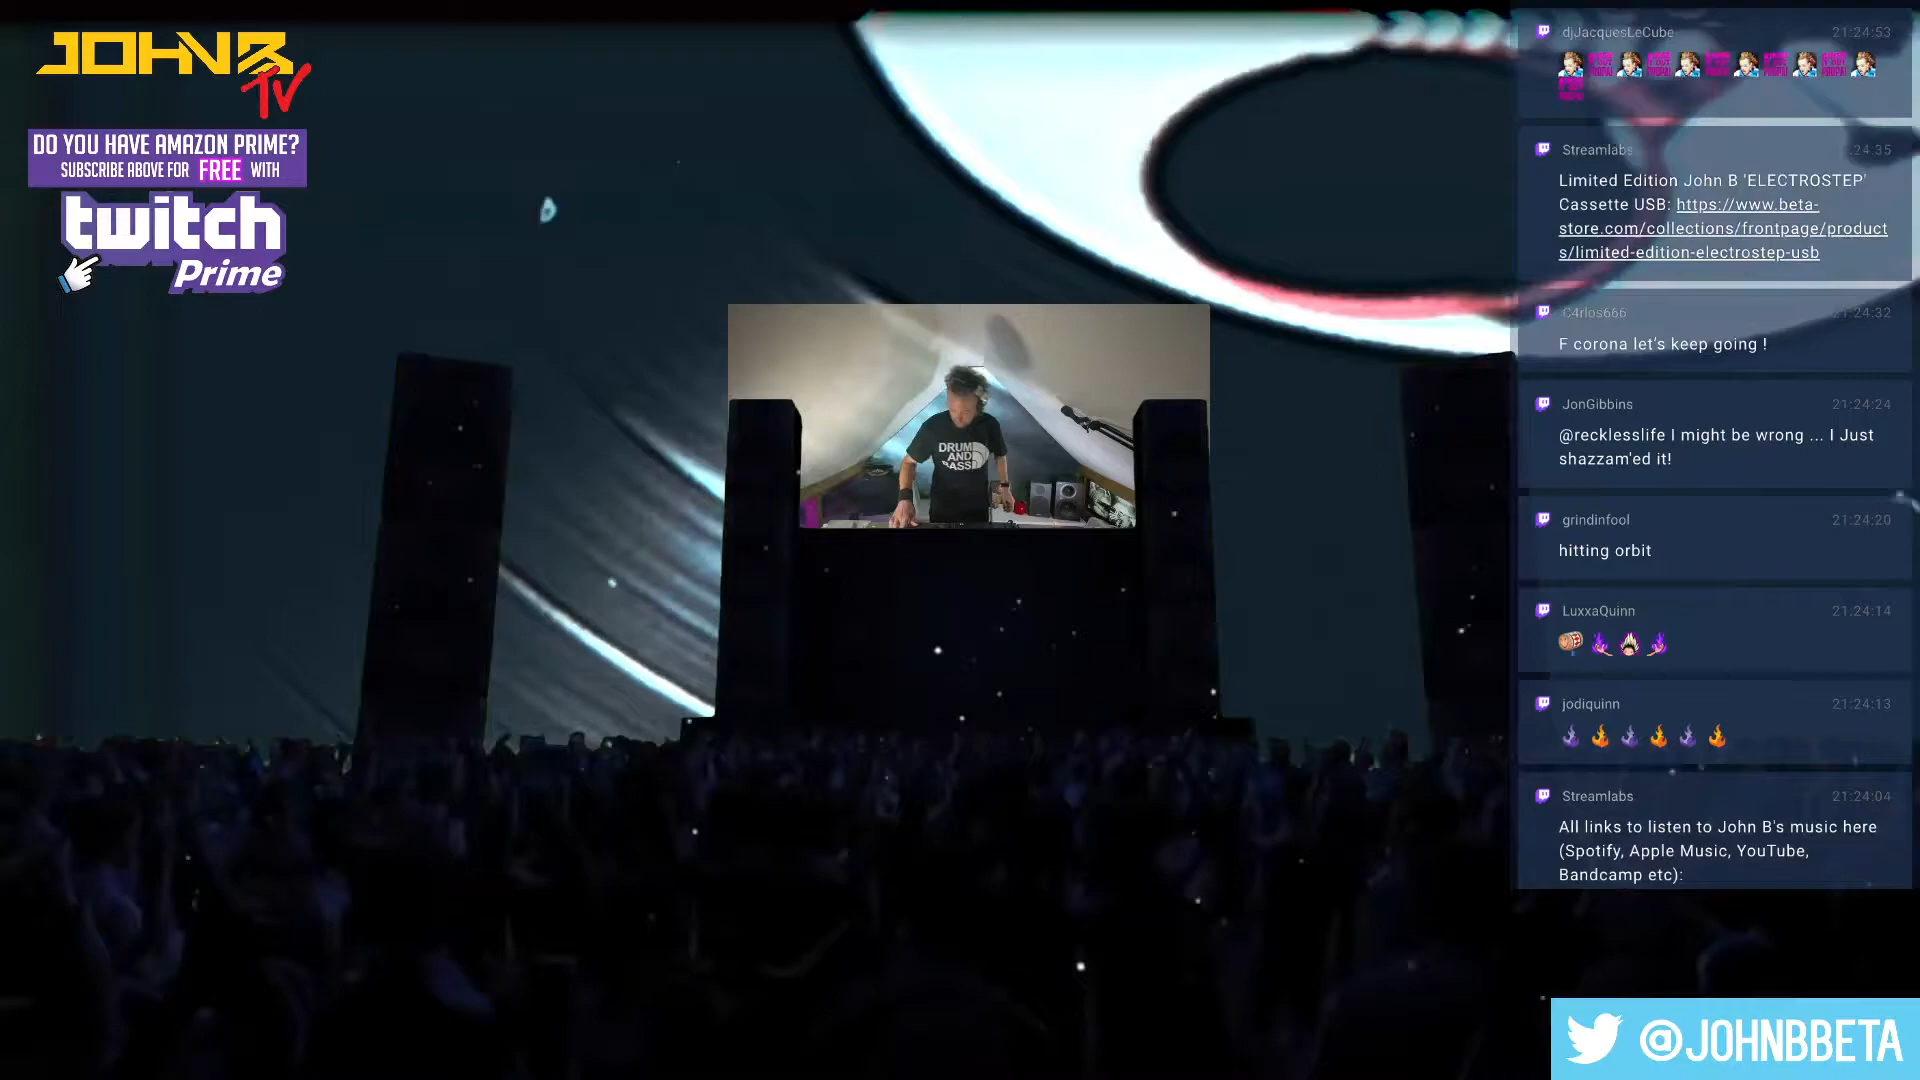 JOHN B
TV
DO YOU HAVE AMAZON PRIME?
SUBSCRIBE ABOVE FOR FREE WITH
twitch
Prime
DRUM
AND
BASS
djJacquesLeCube 21:24:53
Streamlabs :24:35
Limited Edition John B 'ELECTROSTEP'
Cassette USB: https://www.beta-
store.com/collections/frontpage/product
s/limited-edition-electrostep-usb
C4rlos666 21:24:32
F corona let's keep going !
JonGibbins 21:24:24
@recklesslife I might be wrong ... I Just
shazzam'ed it!
grindinfool 21:24:20
hitting orbit
LuxxaQuinn 21:24:14
jodiquinn 21:24:13
Streamlabs 21:24:04
All links to listen to John B's music here
(Spotify, Apple Music, YouTube,
Bandcamp etc):
@JOHNBBETA